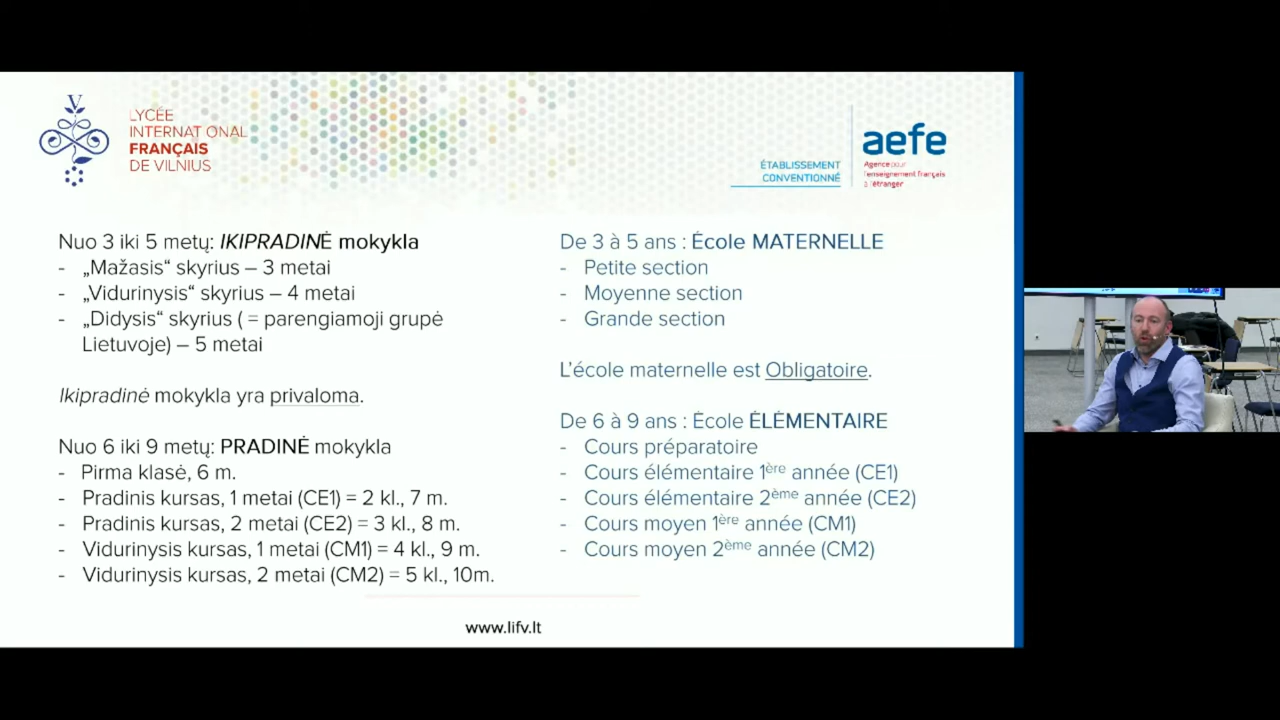 LYCÉE
INTERNATIONAL
FRANÇAIS
DE VILNIUS
ÉTABLISSEMENT
CONVENTIONNÉ
aefe
Agence pour
l'enseignement français
à l'étranger
Nuo 3 iki 5 metų: IKIPRADINĖ mokykla
- „Mažasis“ skyrius – 3 metai
- „Vidurinysis“ skyrius – 4 metai
- „Didysis“ skyrius ( = parengiamoji grupė
Lietuvoje) – 5 metai
Ikipradinė mokykla yra privaloma.
Nuo 6 iki 9 metų: PRADINĖ mokykla
- Pirma klasė, 6 m.
- Pradinis kursas, 1 metai (CE1) = 2 kl., 7 m.
- Pradinis kursas, 2 metai (CE2) = 3 kl., 8 m.
- Vidurinysis kursas, 1 metai (CM1) = 4 kl., 9 m.
- Vidurinysis kursas, 2 metai (CM2) = 5 kl., 10m.
De 3 à 5 ans : École MATERNELLE
- Petite section
- Moyenne section
- Grande section
L'école maternelle est Obligatoire.
De 6 à 9 ans : École ÉLÉMENTAIRE
- Cours préparatoire
- Cours élémentaire 1ère année (CE1)
- Cours élémentaire 2ème année (CE2)
- Cours moyen 1ère année (CM1)
- Cours moyen 2ème année (CM2)
www.lifv.lt